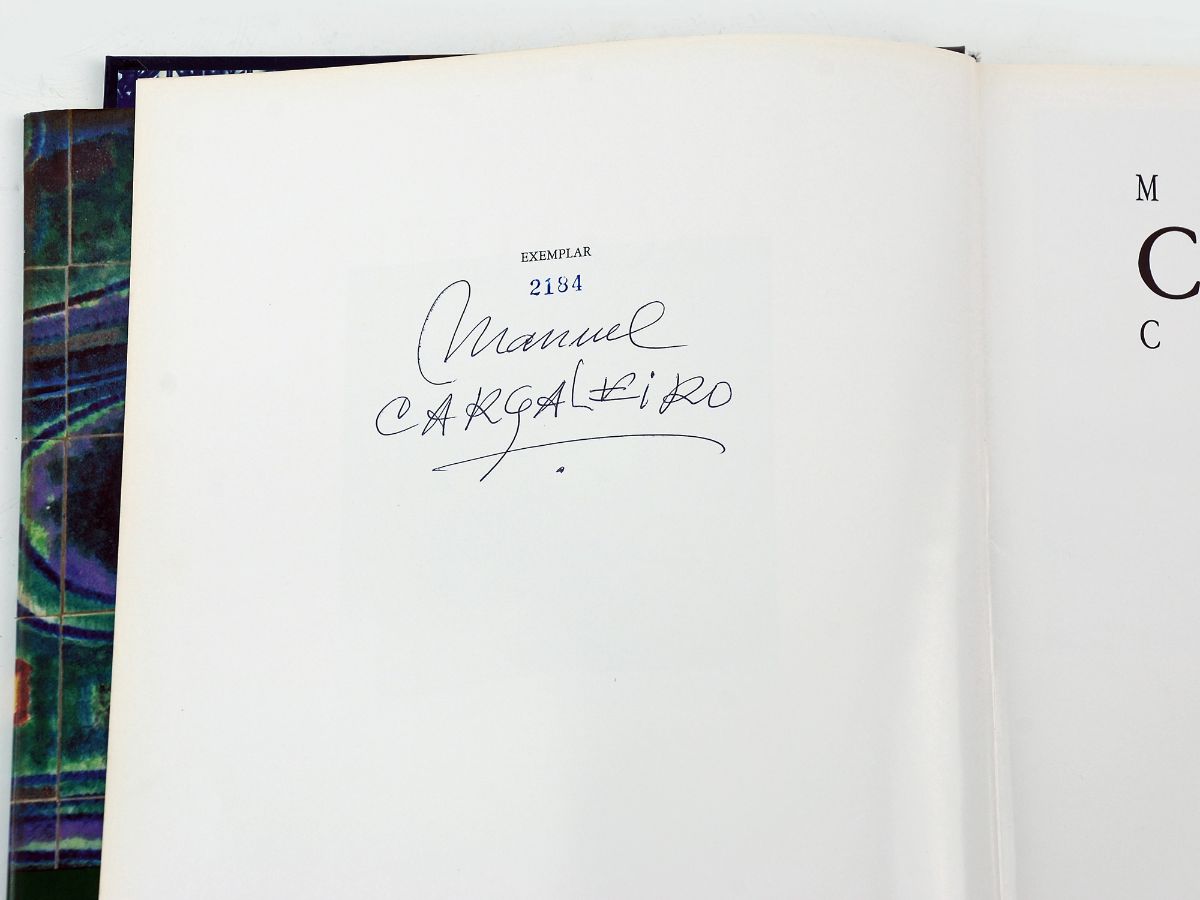 EXEMPLAR
2184
Manuel
CARGALEIRO
M
C
C